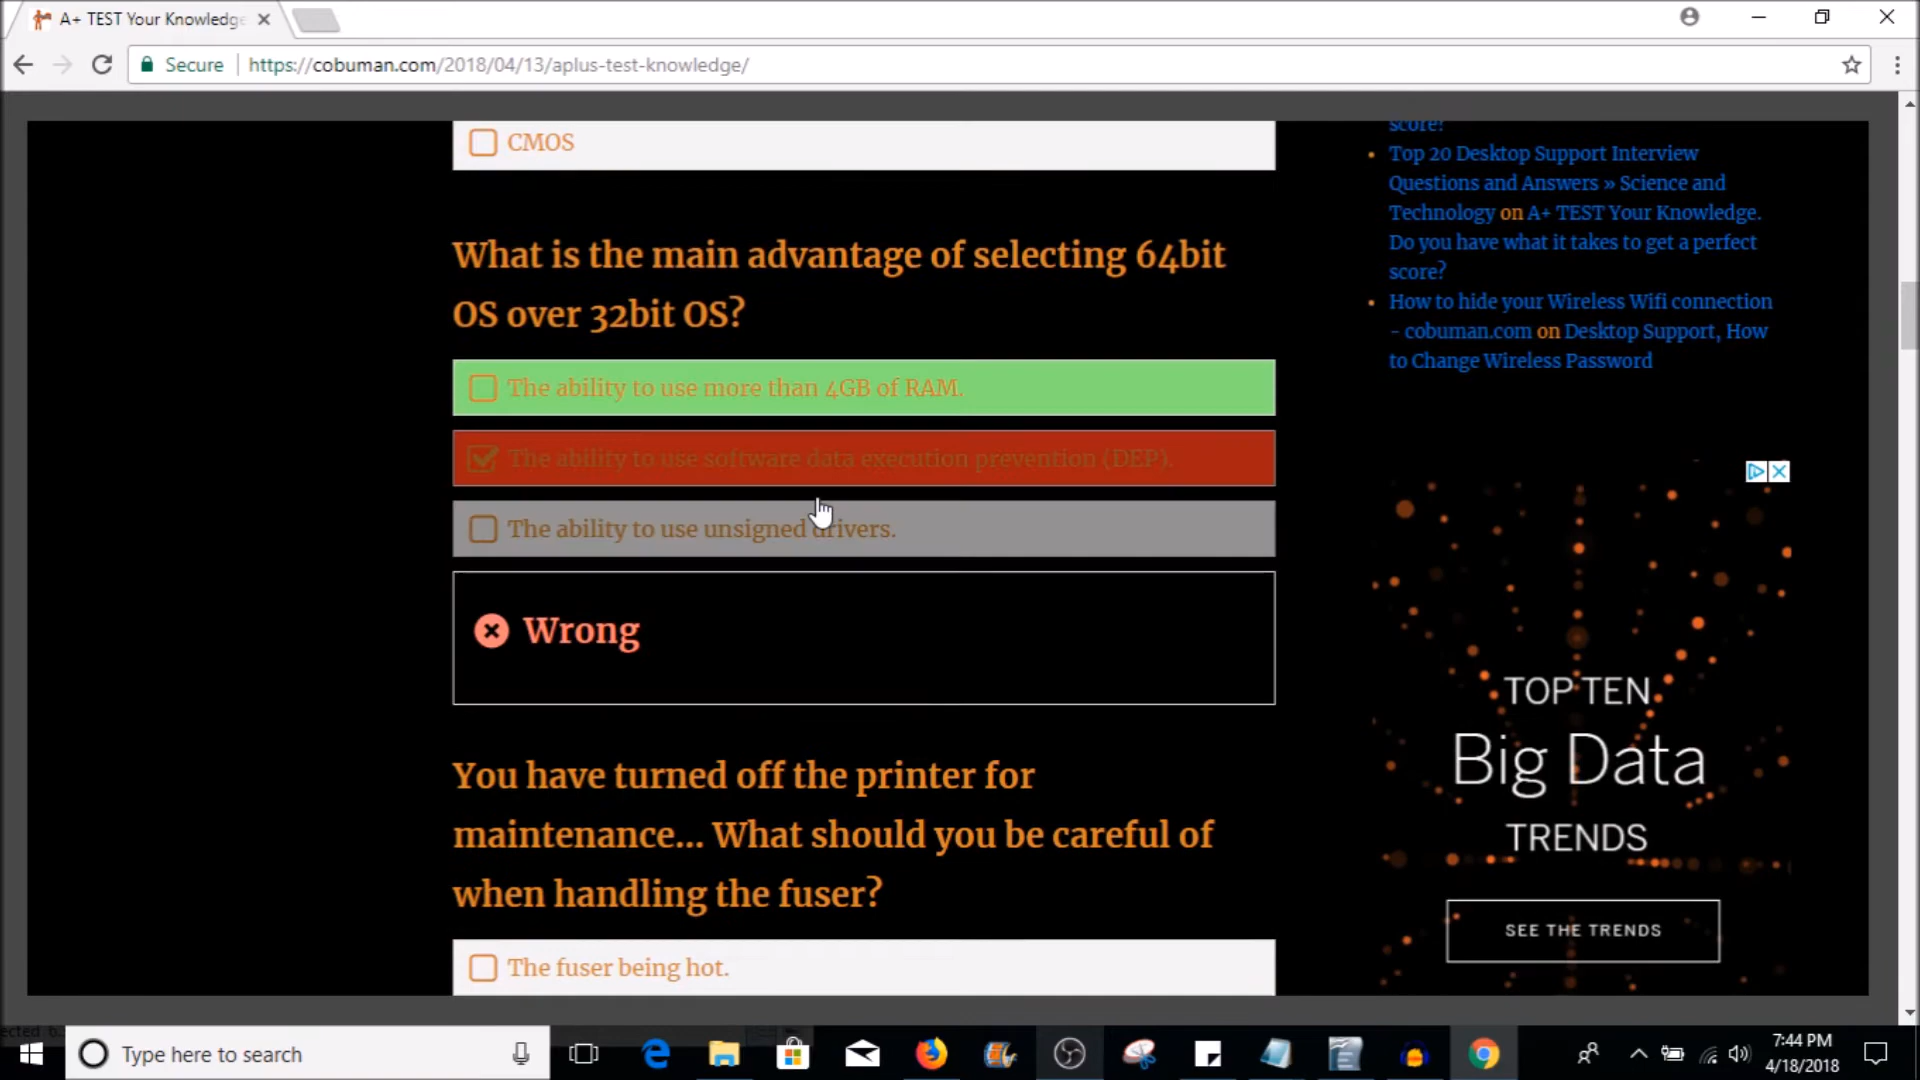 A+ TEST Your Knowledge
Secure
https://cobuman.com/2018/04/13/aplus-test-knowledge/
CMOS
What is the main advantage of selecting 64bit
OS over 32bit OS?
The ability to use more than 4GB of RAM.
The ability to use software data execution prevention (DEP).
The ability to use unsigned drivers.
Wrong
You have turned off the printer for
maintenance... What should you be careful of
when handling the fuser?
The fuser being hot.
score?
Top 20 Desktop Support Interview
Questions and Answers » Science and
Technology on A+ TEST Your Knowledge.
Do you have what it takes to get a perfect
score?
How to hide your Wireless Wifi connection
- cobuman.com on Desktop Support, How
to Change Wireless Password
TOP TEN
Big Data
TRENDS
SEE THE TRENDS
Type here to search
7:44 PM
4/18/2018